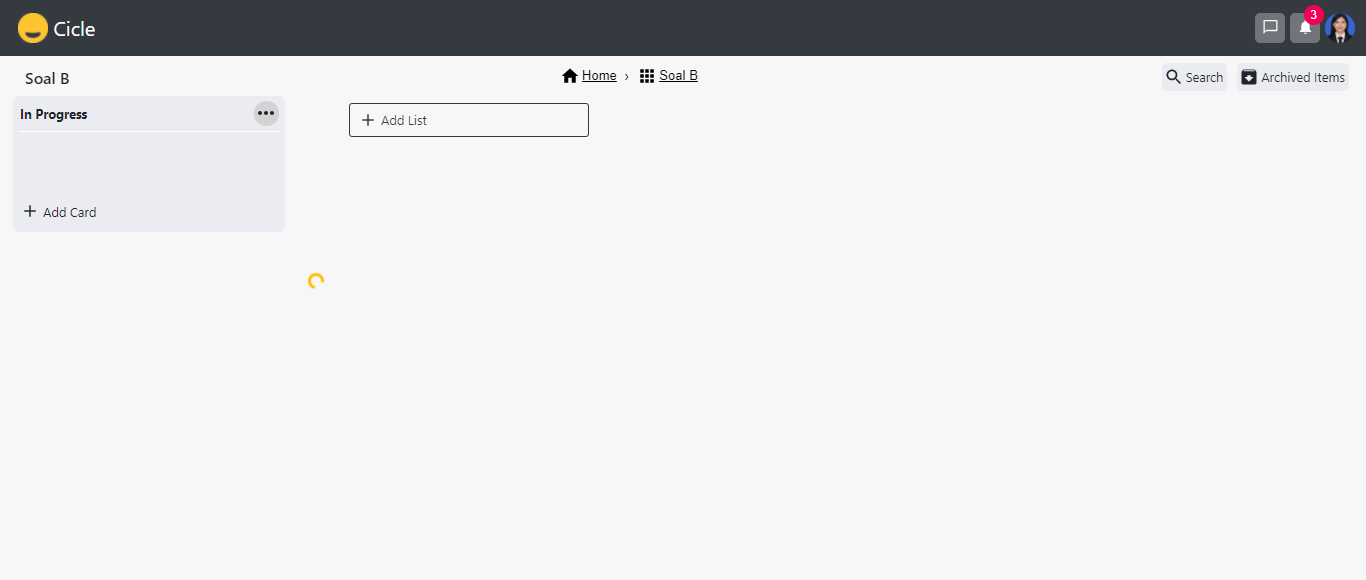 Cicle
3
Soal B
Home › Soal B
Search
Archived Items
In Progress
Add List
Add Card